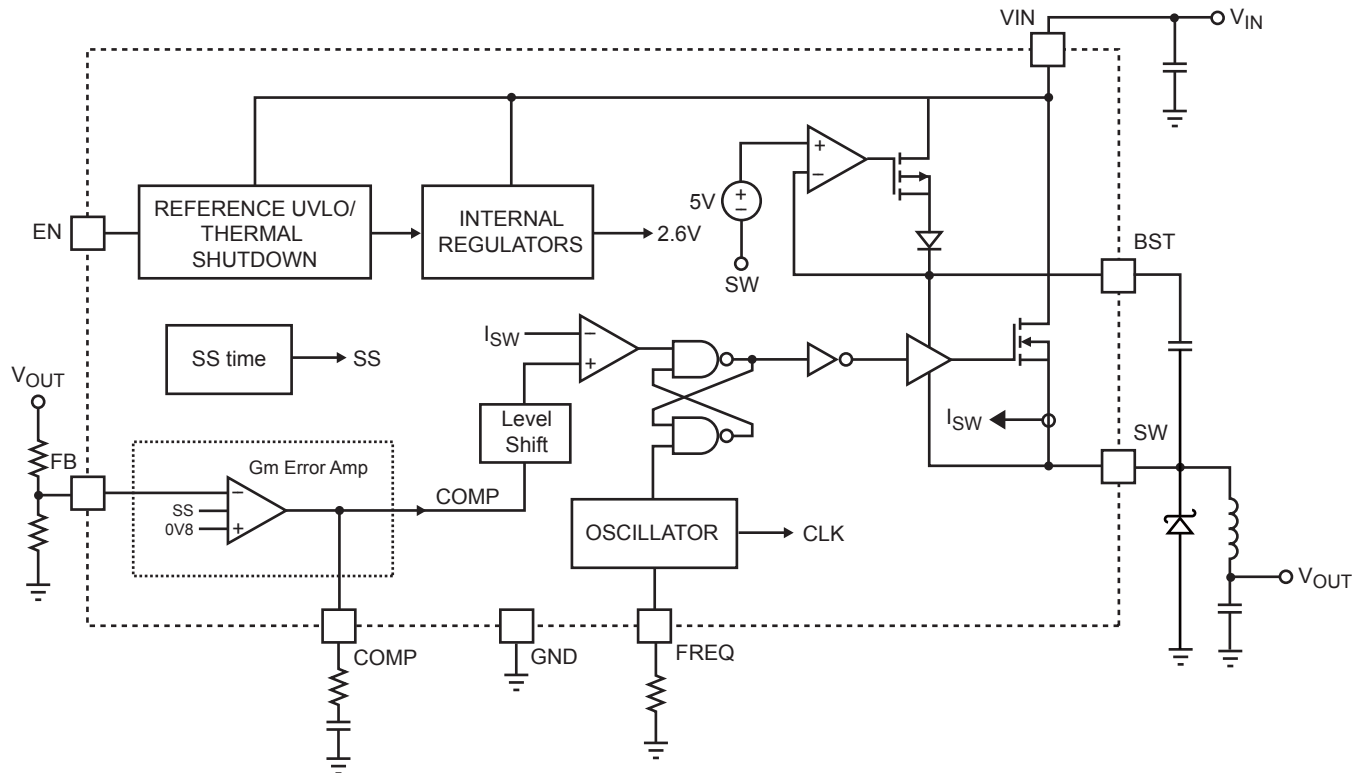 VIN
V_IN
EN
REFERENCE UVLO/
THERMAL
SHUTDOWN
INTERNAL
REGULATORS
2.6V
5V
+
−
SW
+
−
BST
SS time
SS
I_SW
−
+
Level
Shift
I_SW
SW
V_OUT
FB
Gm Error Amp
−
SS
0V8
+
COMP
OSCILLATOR
CLK
V_OUT
COMP
GND
FREQ